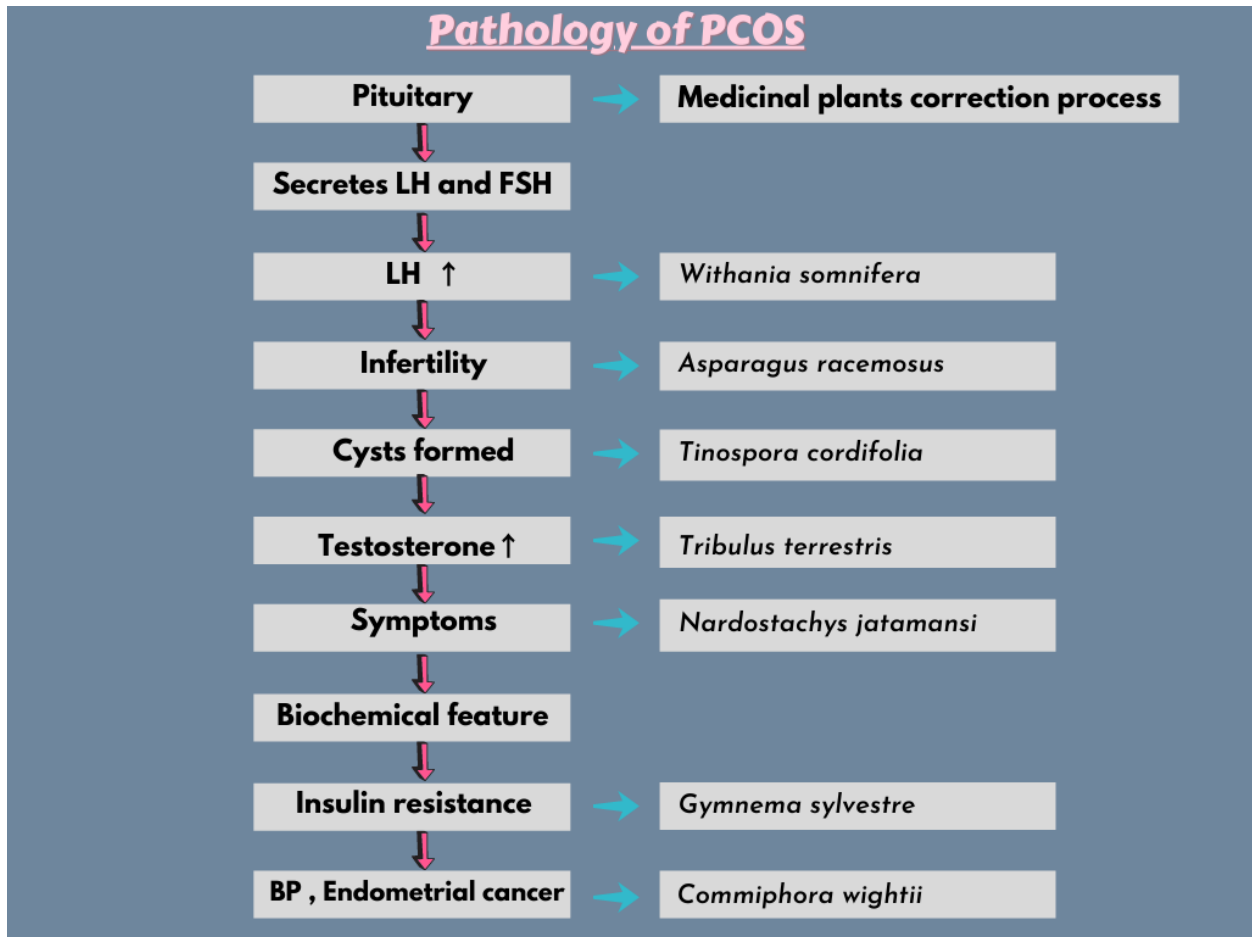 Pathology of PCOS
Pituitary
Medicinal plants correction process
Secretes LH and FSH
LH ↑
Withania somnifera
Infertility
Asparagus racemosus
Cysts formed
Tinospora cordifolia
Testosterone ↑
Tribulus terrestris
Symptoms
Nardostachys jatamansi
Biochemical feature
Insulin resistance
Gymnema sylvestre
BP , Endometrial cancer
Commiphora wightii